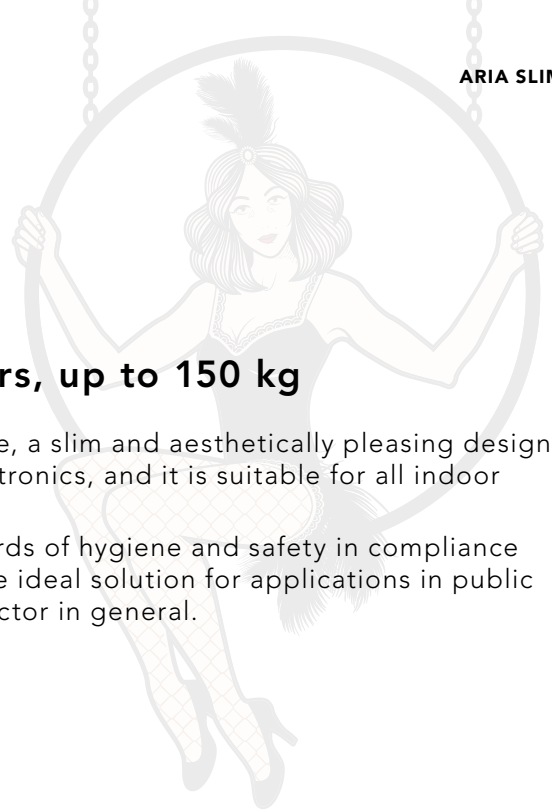 ARIA SLIM
rs, up to 150 kg
e, a slim and aesthetically pleasing design
tronics, and it is suitable for all indoor
rds of hygiene and safety in compliance
e ideal solution for applications in public
ctor in general.